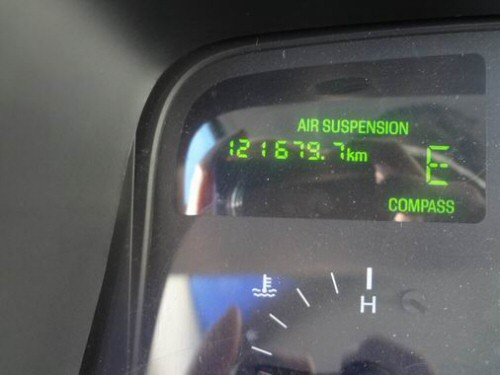 AIR SUSPENSION
121679.7km
E
COMPASS
H